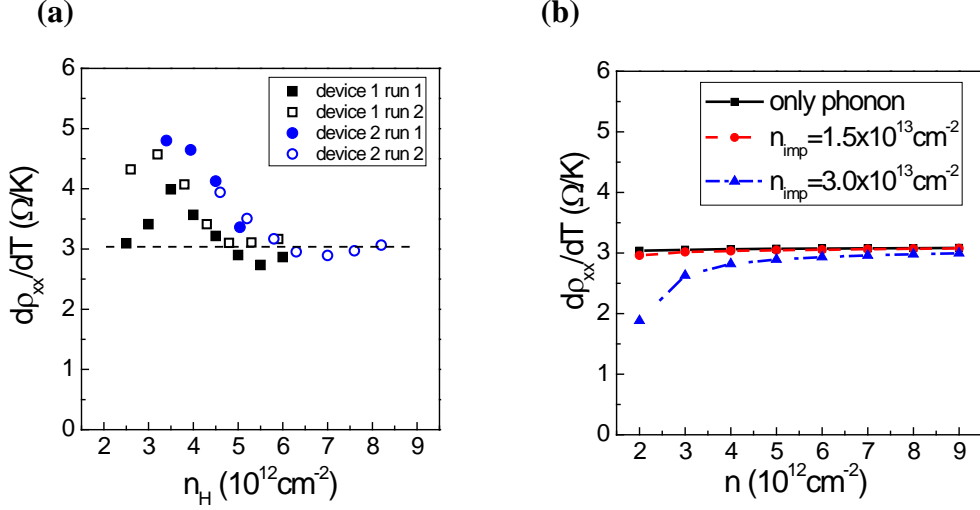 (a)
6
5
4
3
2
1
0
2 3 4 5 6 7 8 9
dρxx/dT (Ω/K)
nH (10¹²cm⁻²)
device 1 run 1
device 1 run 2
device 2 run 1
device 2 run 2
(b)
6
5
4
3
2
1
0
2 3 4 5 6 7 8 9
dρxx/dT (Ω/K)
n (10¹²cm⁻²)
only phonon
nimp=1.5x10¹³cm⁻²
nimp=3.0x10¹³cm⁻²